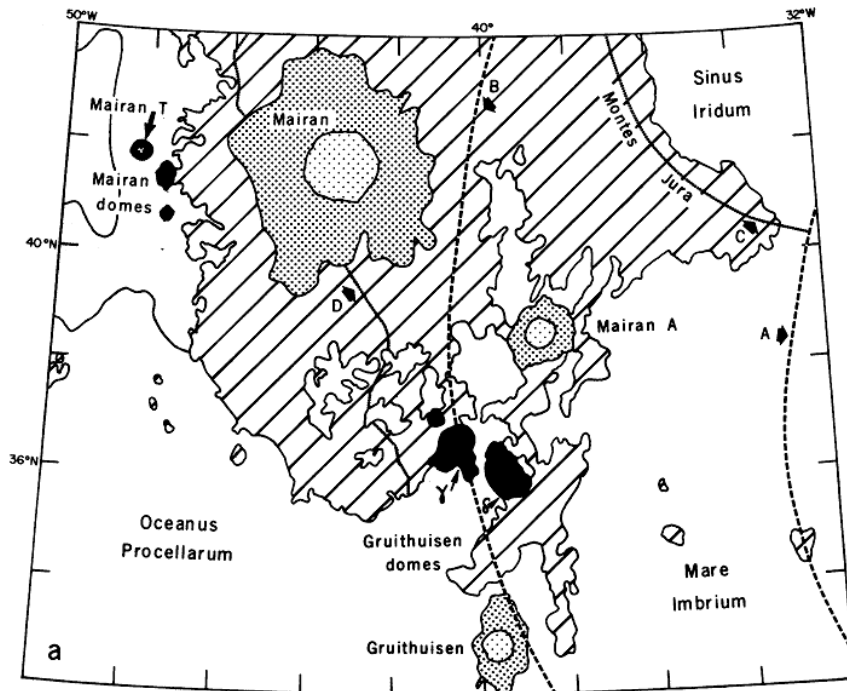 50°W
40°
32°W
Mairan T
Mairan
B
Sinus
Iridum
Montes
Jura
Mairan
domes
C
40°N
D
Mairan A
A
36°N
γ
δ
Oceanus
Procellarum
Gruithuisen
domes
Mare
Imbrium
Gruithuisen
a